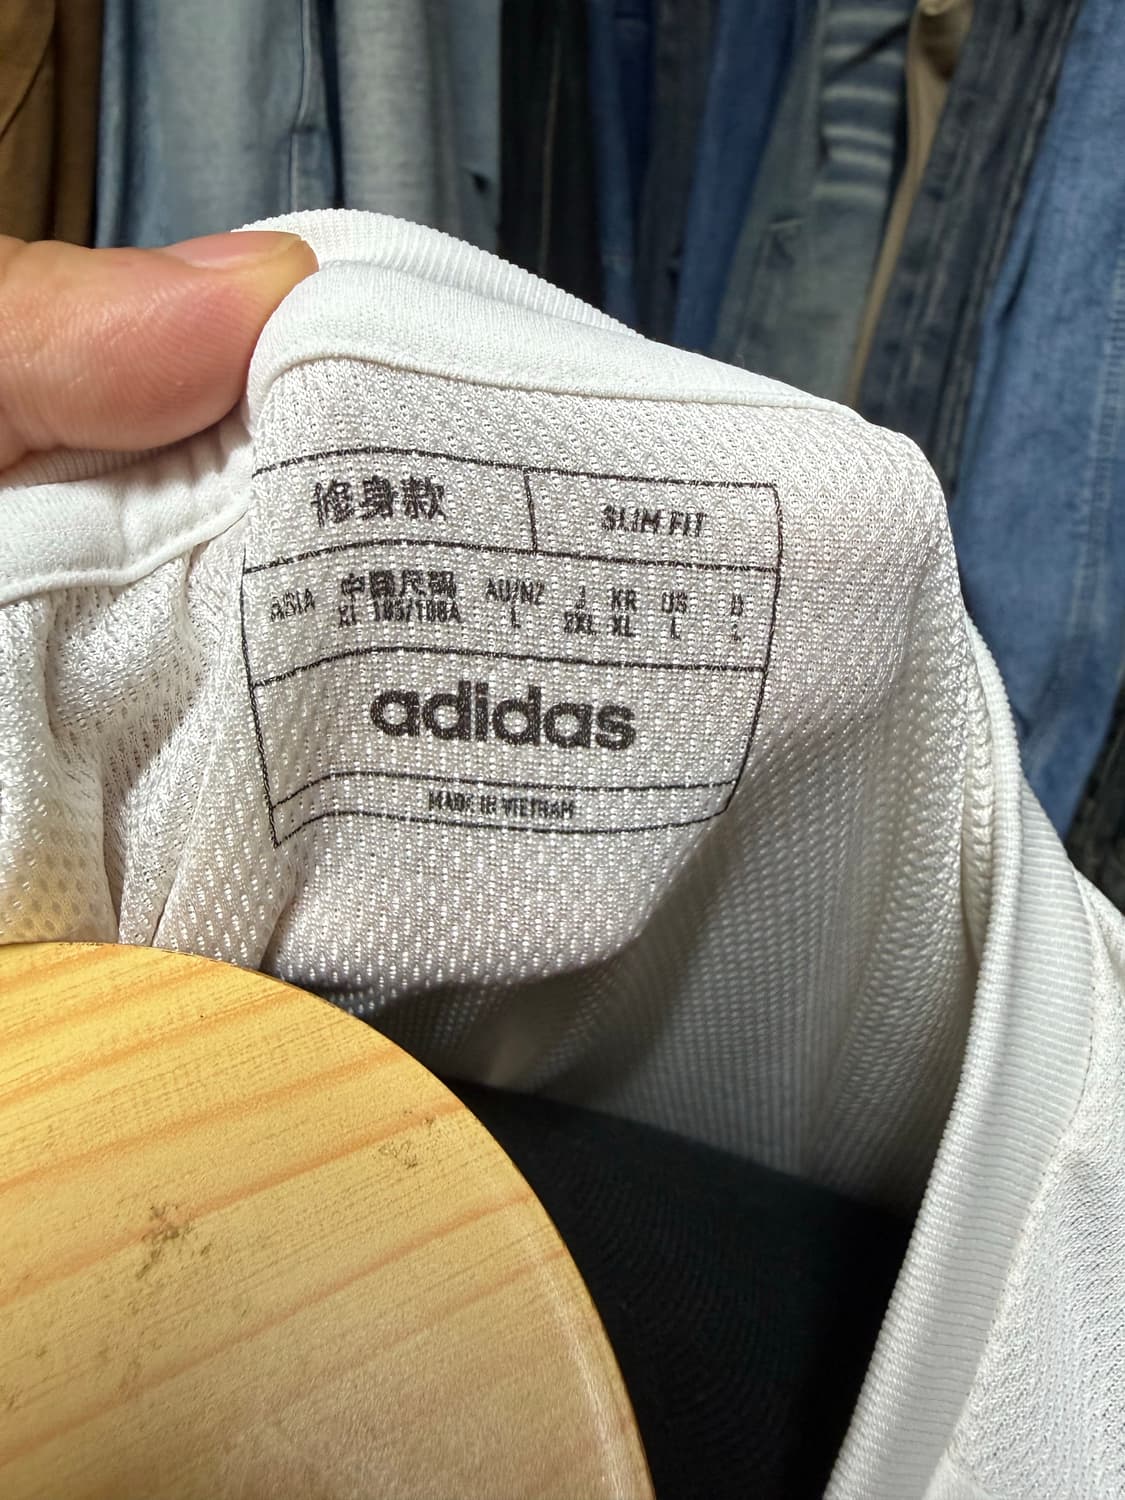 修身款 SLIM FIT
ASIA 中国尺码 AU/NZ J KR US
XL 185/108A L 2XL XL L L
adidas
MADE IN VIETNAM